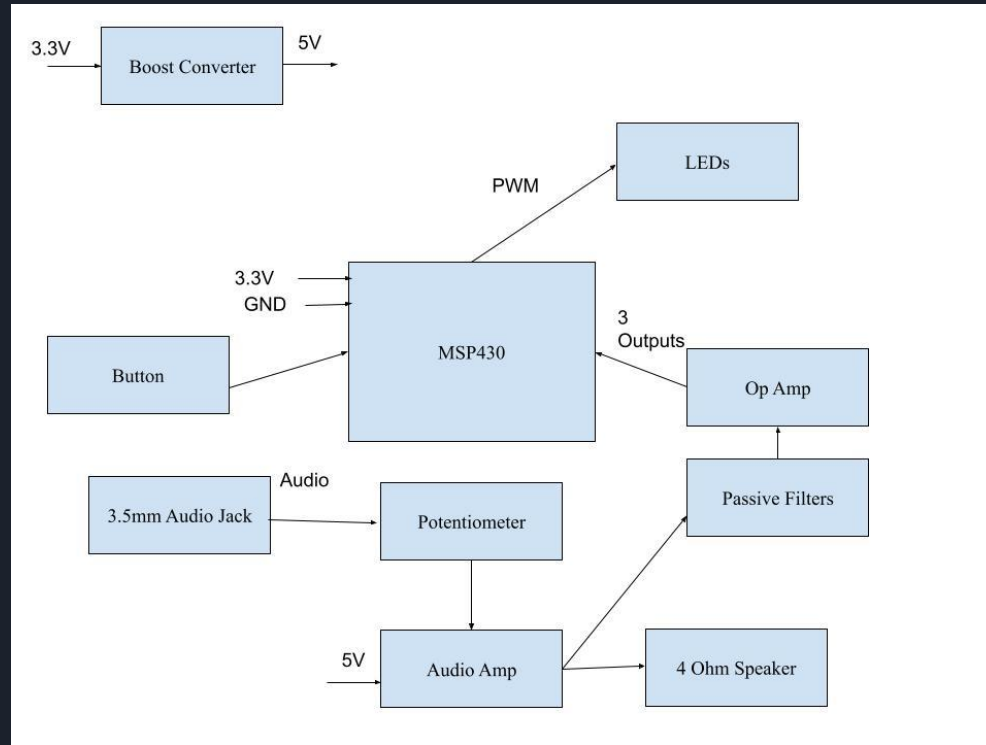 3.3V
Boost Converter
5V
LEDs
PWM
3.3V
GND
MSP430
3
Outputs
Button
Op Amp
3.5mm Audio Jack
Audio
Potentiometer
Passive Filters
5V
Audio Amp
4 Ohm Speaker